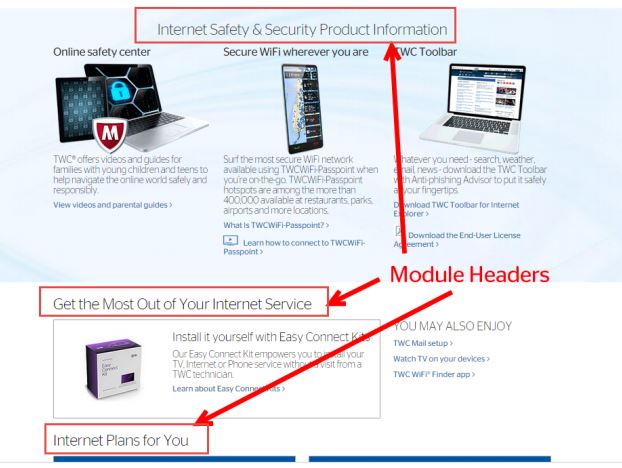 Internet Safety & Security Product Information
Online safety center
Secure WiFi wherever you are
TWC Toolbar
TWC® offers videos and guides for
families with young children and teens to
help navigate the online world safely and
responsibly.
View videos and parental guides >
Surf the most secure WiFi network
available using TWCWiFi-Passpoint when
you're on-the-go. TWCWiFi-Passpoint
hotspots are among the more than
400,000 available at restaurants, parks,
airports and more locations.
What Is TWCWiFi-Passpoint? >
Learn how to connect to TWCWiFi-
Passpoint >
Whatever you need - search, weather,
email, news - download the TWC Toolbar
with Anti-phishing Advisor to put it safely
at your fingertips.
Download TWC Toolbar for Internet
Explorer >
Download the End-User License
Agreement >
Module Headers
Get the Most Out of Your Internet Service
Easy
Connect
Kit
Install it yourself with Easy Connect Kits
Our Easy Connect Kit empowers you to install your
TV, Internet or Phone service without a visit from a
TWC technician.
Learn about Easy Connect Kits >
YOU MAY ALSO ENJOY
TWC Mail setup >
Watch TV on your devices >
TWC WiFi® Finder app >
Internet Plans for You